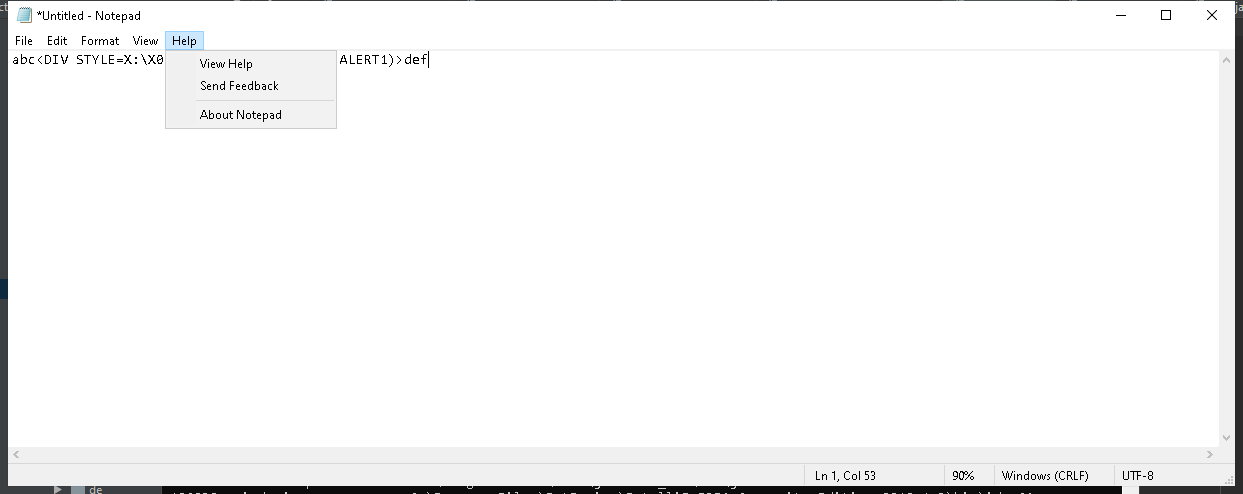 *Untitled - Notepad
File Edit Format View Help
abc<DIV STYLE=X:\X0 ALERT1)>def
View Help
Send Feedback
About Notepad
Ln 1, Col 53 90% Windows (CRLF) UTF-8
de